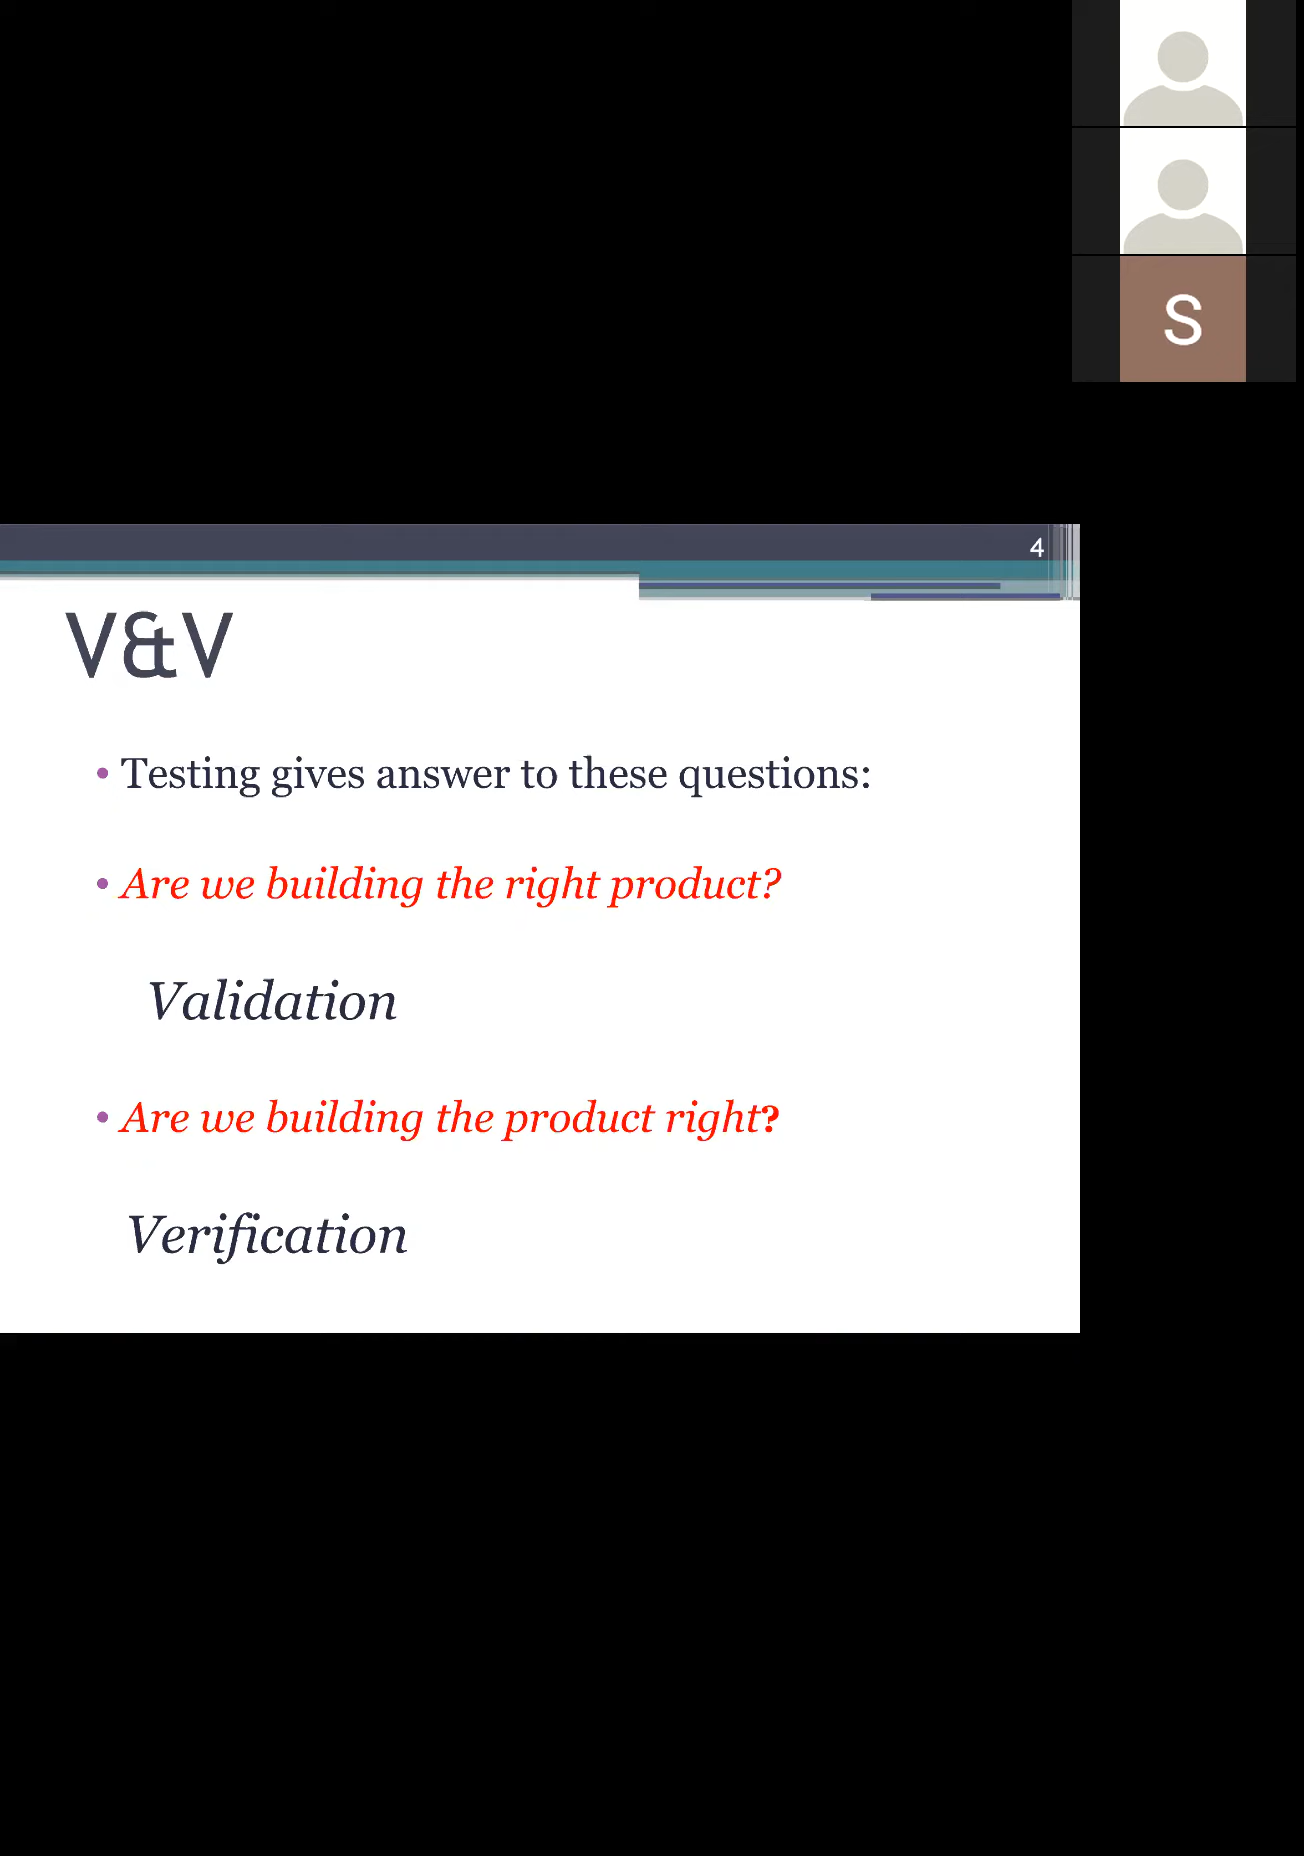 S
4
V&V
• Testing gives answer to these questions:
• Are we building the right product?
Validation
• Are we building the product right?
Verification